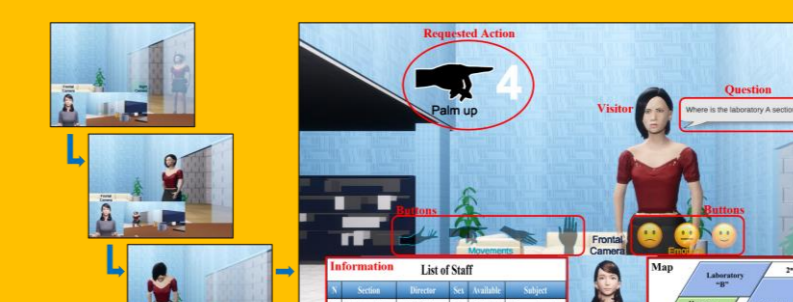 Requested Action
4
Palm up
Visitor
Question
Where is the laboratory A section
Frontal
Camera
Buttons
Movements
Frontal
Camera
Buttons
Information
List of Staff
N Section Director Sex Available Subject
Map
Laboratory
"B"